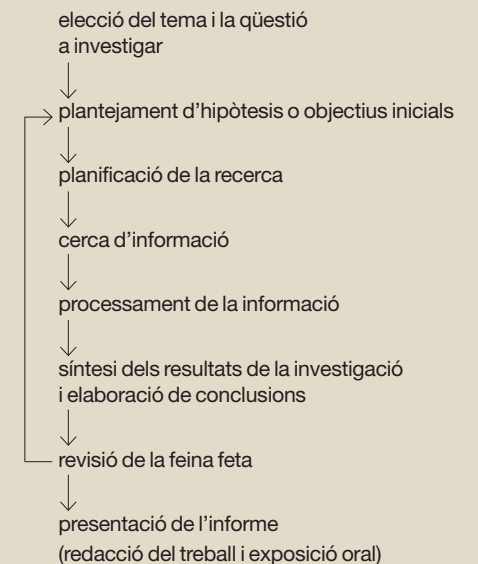 elecció del tema i la qüestió
a investigar
plantejament d’hipòtesis o objectius inicials
planificació de la recerca
cerca d’informació
processament de la informació
síntesi dels resultats de la investigació
i elaboració de conclusions
revisió de la feina feta
presentació de l’informe
(redacció del treball i exposició oral)